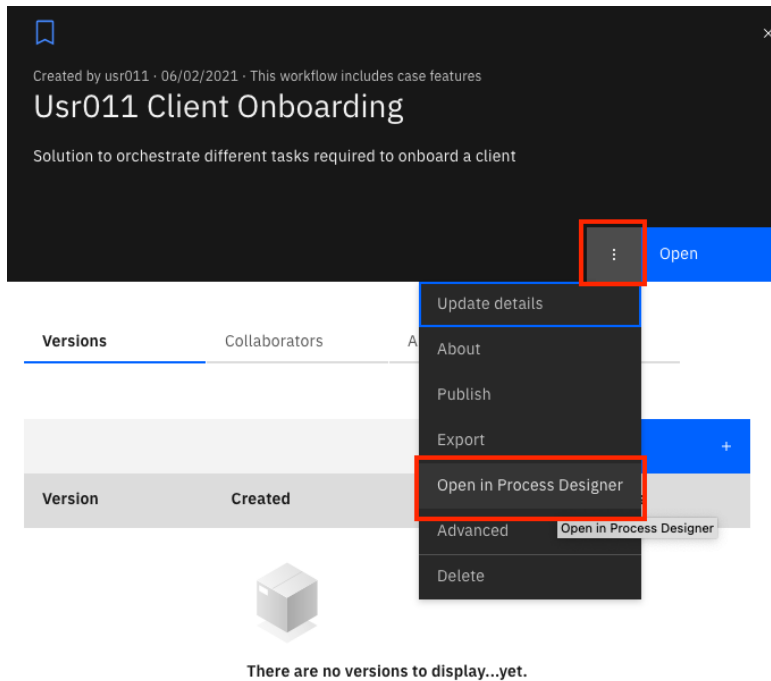 Created by usr011 · 06/02/2021 · This workflow includes case features
Usr011 Client Onboarding
Solution to orchestrate different tasks required to onboard a client
Open
Update details
Versions
Collaborators
A
About
Publish
Export
Open in Process Designer
Version
Created
Advanced
Open in Process Designer
Delete
There are no versions to display...yet.